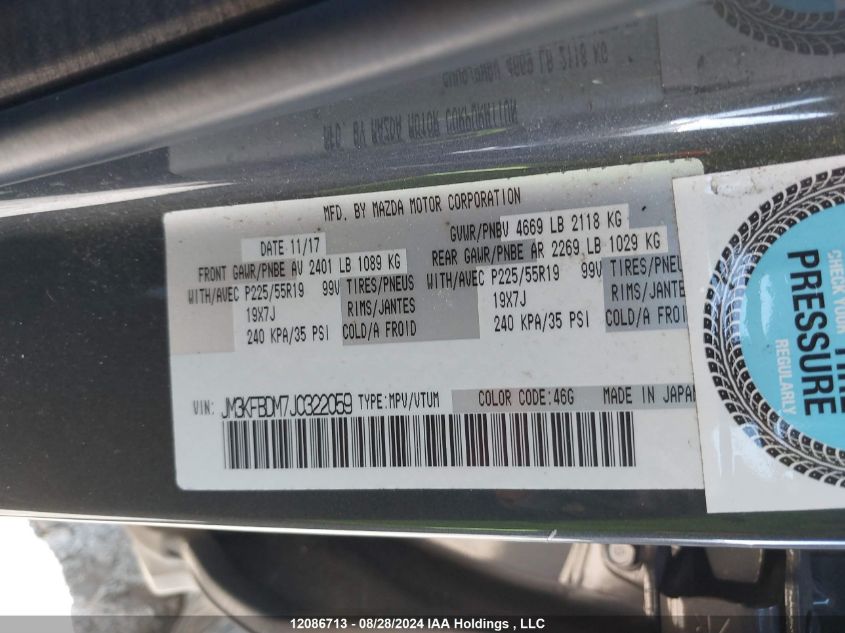 MFD. BY MAZDA MOTOR CORPORATION
DATE 11/17
GVWR/PNBV 4669 LB 2118 KG
FRONT GAWR/PNBE AV 2401 LB 1089 KG
REAR GAWR/PNBE AR 2269 LB 1029 KG
WITH/AVEC P225/55R19 99V TIRES/PNEUS
WITH/AVEC P225/55R19 99V TIRES/PNEU
19X7J RIMS/JANTES
19X7J RIMS/JANTE
240 KPA/35 PSI COLD/A FROID
240 KPA/35 PSI COLD/A FROI
VIN: JM3KFBDM7J0322059 TYPE:MPV/VTUM COLOR CODE:46G MADE IN JAPAN
CHECK YOUR
PRESSURE
REGULARLY
12086713 - 08/28/2024 IAA Holdings , LLC